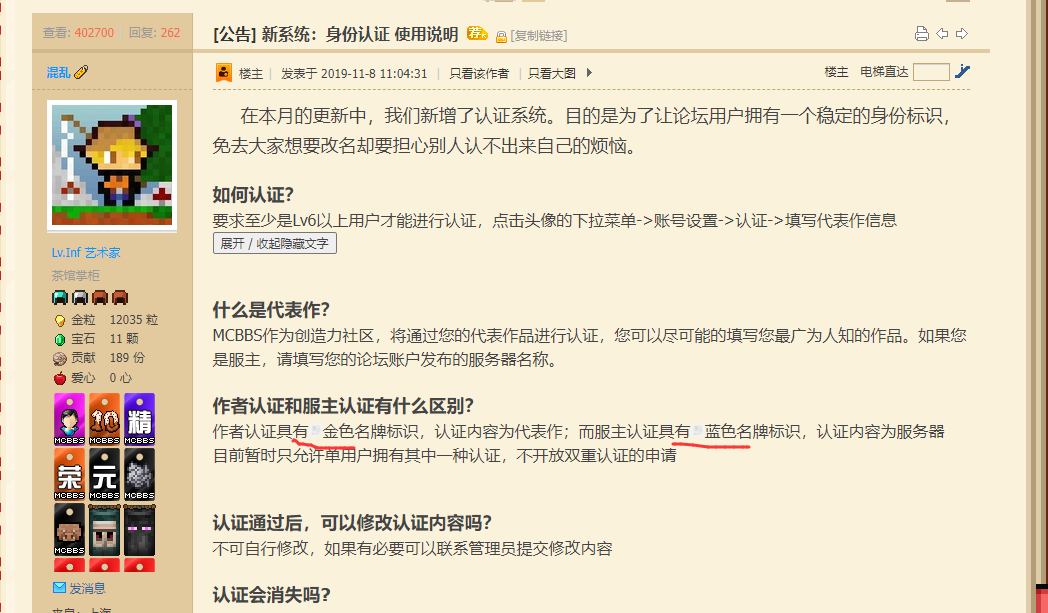 查看: 402700 回复: 262
[公告] 新系统：身份认证 使用说明 荐 [复制链接]
混乱
楼主 | 发表于 2019-11-8 11:04:31 | 只看该作者 | 只看大图
楼主 电梯直达
在本月的更新中，我们新增了认证系统。目的是为了让论坛用户拥有一个稳定的身份标识，
免去大家想要改名却要担心别人认不出来自己的烦恼。
如何认证？
要求至少是Lv6以上用户才能进行认证，点击头像的下拉菜单->账号设置->认证->填写代表作信息
展开 / 收起隐藏文字
什么是代表作？
MCBBS作为创造力社区，将通过您的代表作品进行认证，您可以尽可能的填写您最广为人知的作品。如果您
是服主，请填写您的论坛账户发布的服务器名称。
作者认证和服主认证有什么区别？
作者认证具有 金色名牌标识，认证内容为代表作；而服主认证具有 蓝色名牌标识，认证内容为服务器
目前暂时只允许单用户拥有其中一种认证，不开放双重认证的申请
认证通过后，可以修改认证内容吗？
不可自行修改，如果有必要可以联系管理员提交修改内容
认证会消失吗？
Lv.Inf 艺术家
茶馆掌柜
金粒 12035 粒
宝石 11 颗
贡献 189 份
爱心 0 心
MCBBS
10
MCBBS
精
MCBBS
荣
MCBBS
元
MCBBS
MCBBS
MCBBS
发消息
来自：上海